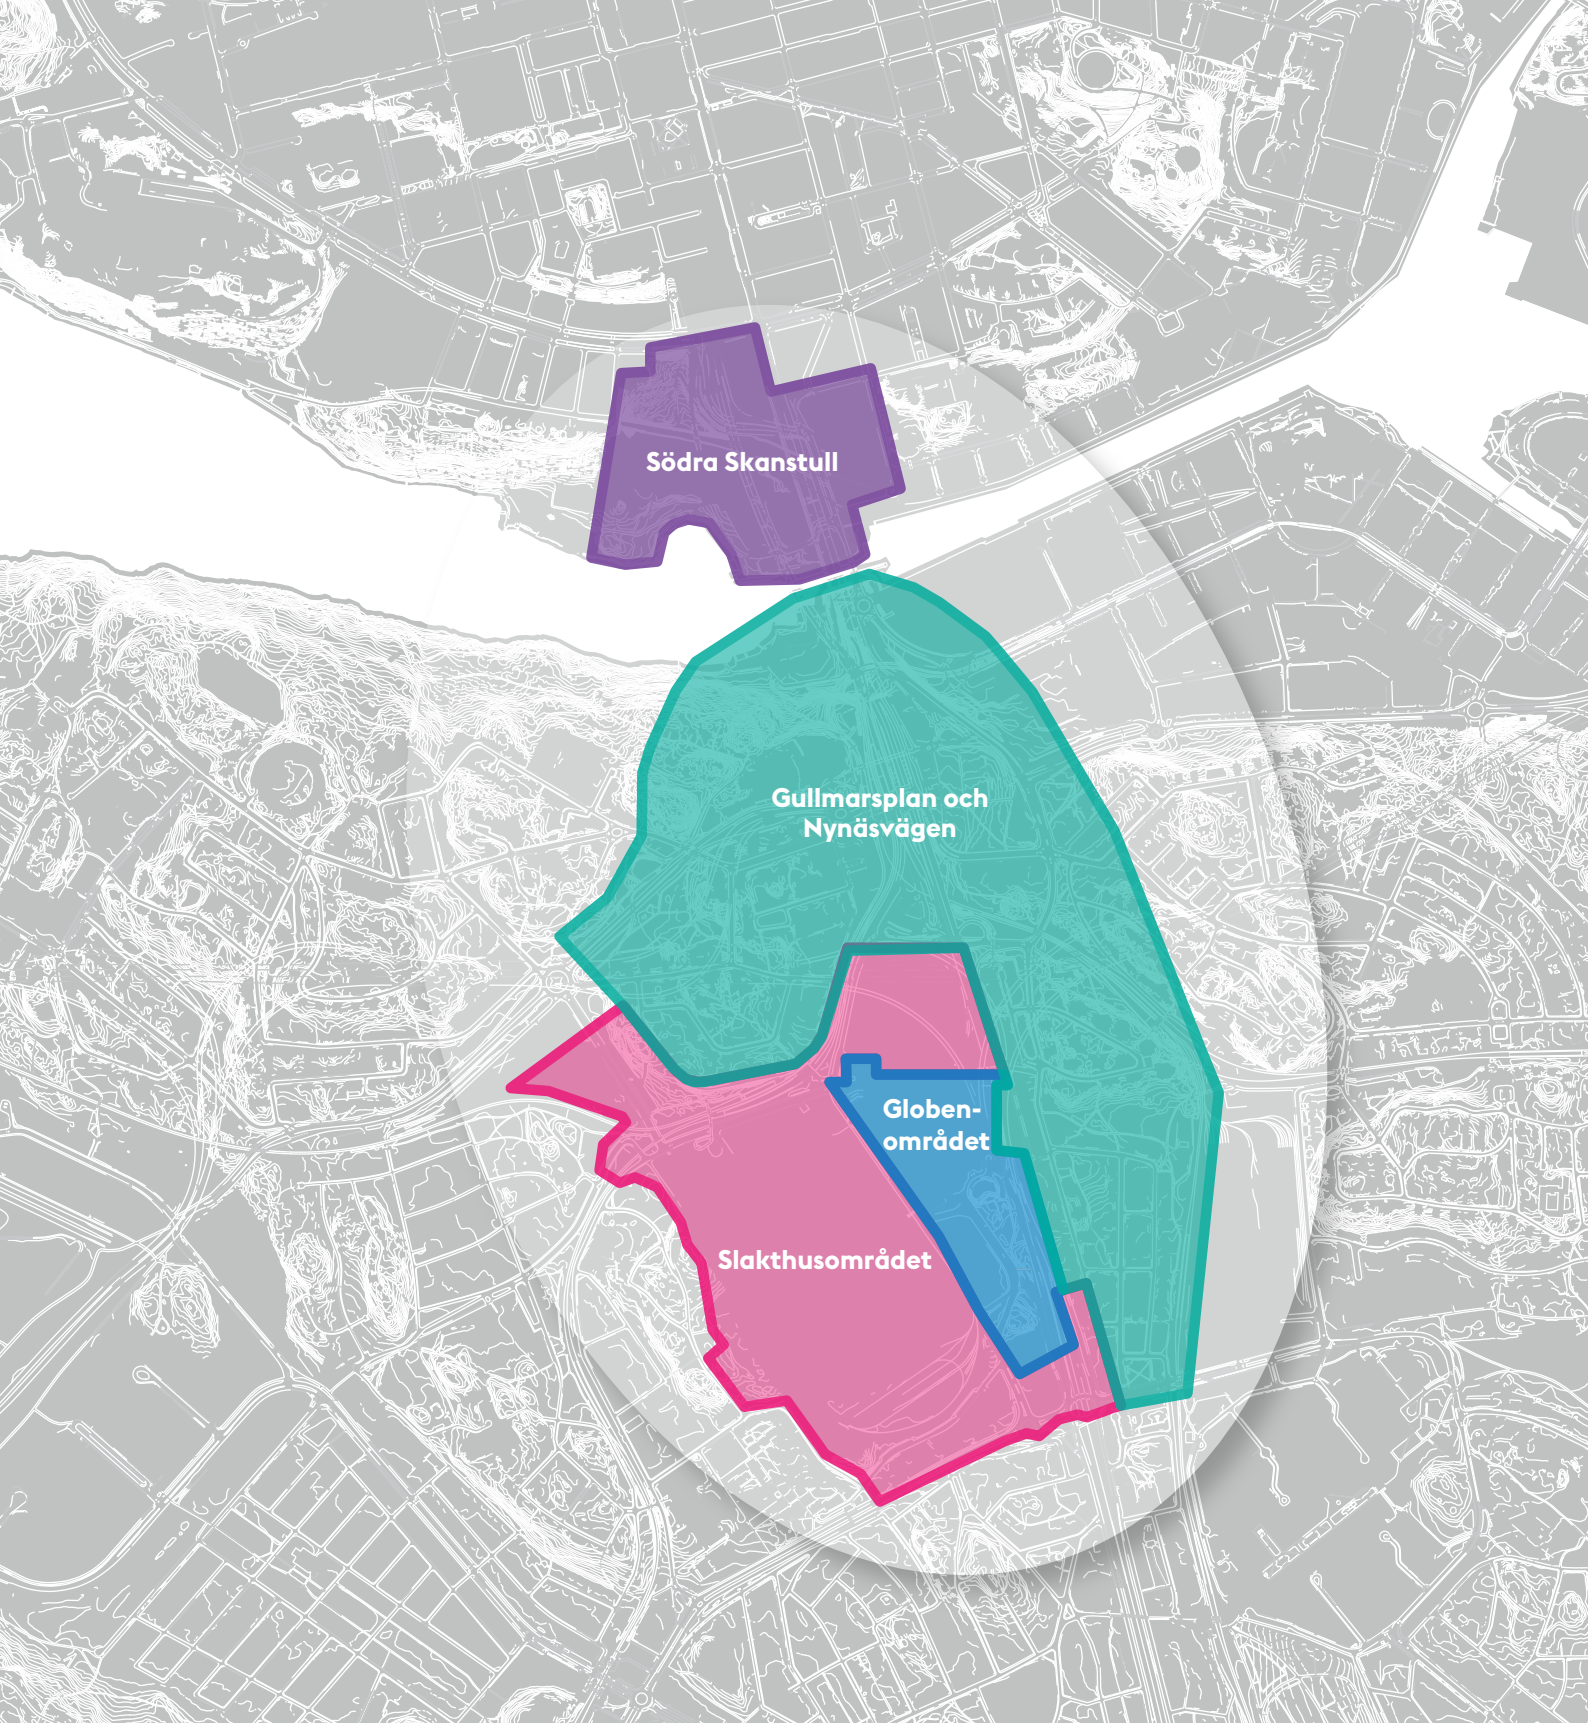 Södra Skanstull
Gullmarsplan och
Nynäsvägen
Globen-
området
Slakthusområdet